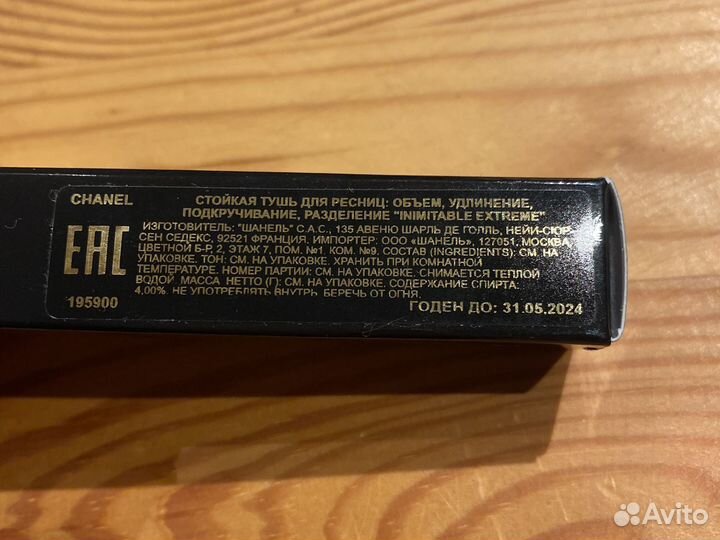 CHANEL
СТОЙКАЯ ТУШЬ ДЛЯ РЕСНИЦ: ОБЪЕМ, УДЛИНЕНИЕ,
ПОДКРУЧИВАНИЕ, РАЗДЕЛЕНИЕ "INIMITABLE EXTREME"
ИЗГОТОВИТЕЛЬ: "ШАНЕЛЬ" С.А.С., 135 АВЕНЮ ШАРЛЬ ДЕ ГОЛЛЬ, НЕЙИ-СЮР-
СЕН СЕДЕКС, 92521 ФРАНЦИЯ. ИМПОРТЕР: ООО «ШАНЕЛЬ», 127051, МОСКВА,
ЦВЕТНОЙ Б-Р, 2, ЭТАЖ 7, ПОМ. №1, КОМ. №9. СОСТАВ (INGREDIENTS): СМ. НА
УПАКОВКЕ. ТОН: СМ. НА УПАКОВКЕ. ХРАНИТЬ ПРИ КОМНАТНОЙ
ТЕМПЕРАТУРЕ. НОМЕР ПАРТИИ: СМ. НА УПАКОВКЕ. СНИМАЕТСЯ ТЕПЛОЙ
ВОДОЙ. МАССА НЕТТО (Г): СМ. НА УПАКОВКЕ. СОДЕРЖАНИЕ СПИРТА:
4,00%. НЕ УПОТРЕБЛЯТЬ ВНУТРЬ. БЕРЕЧЬ ОТ ОГНЯ.
EAC
195900
ГОДЕН ДО: 31.05.2024
Avito